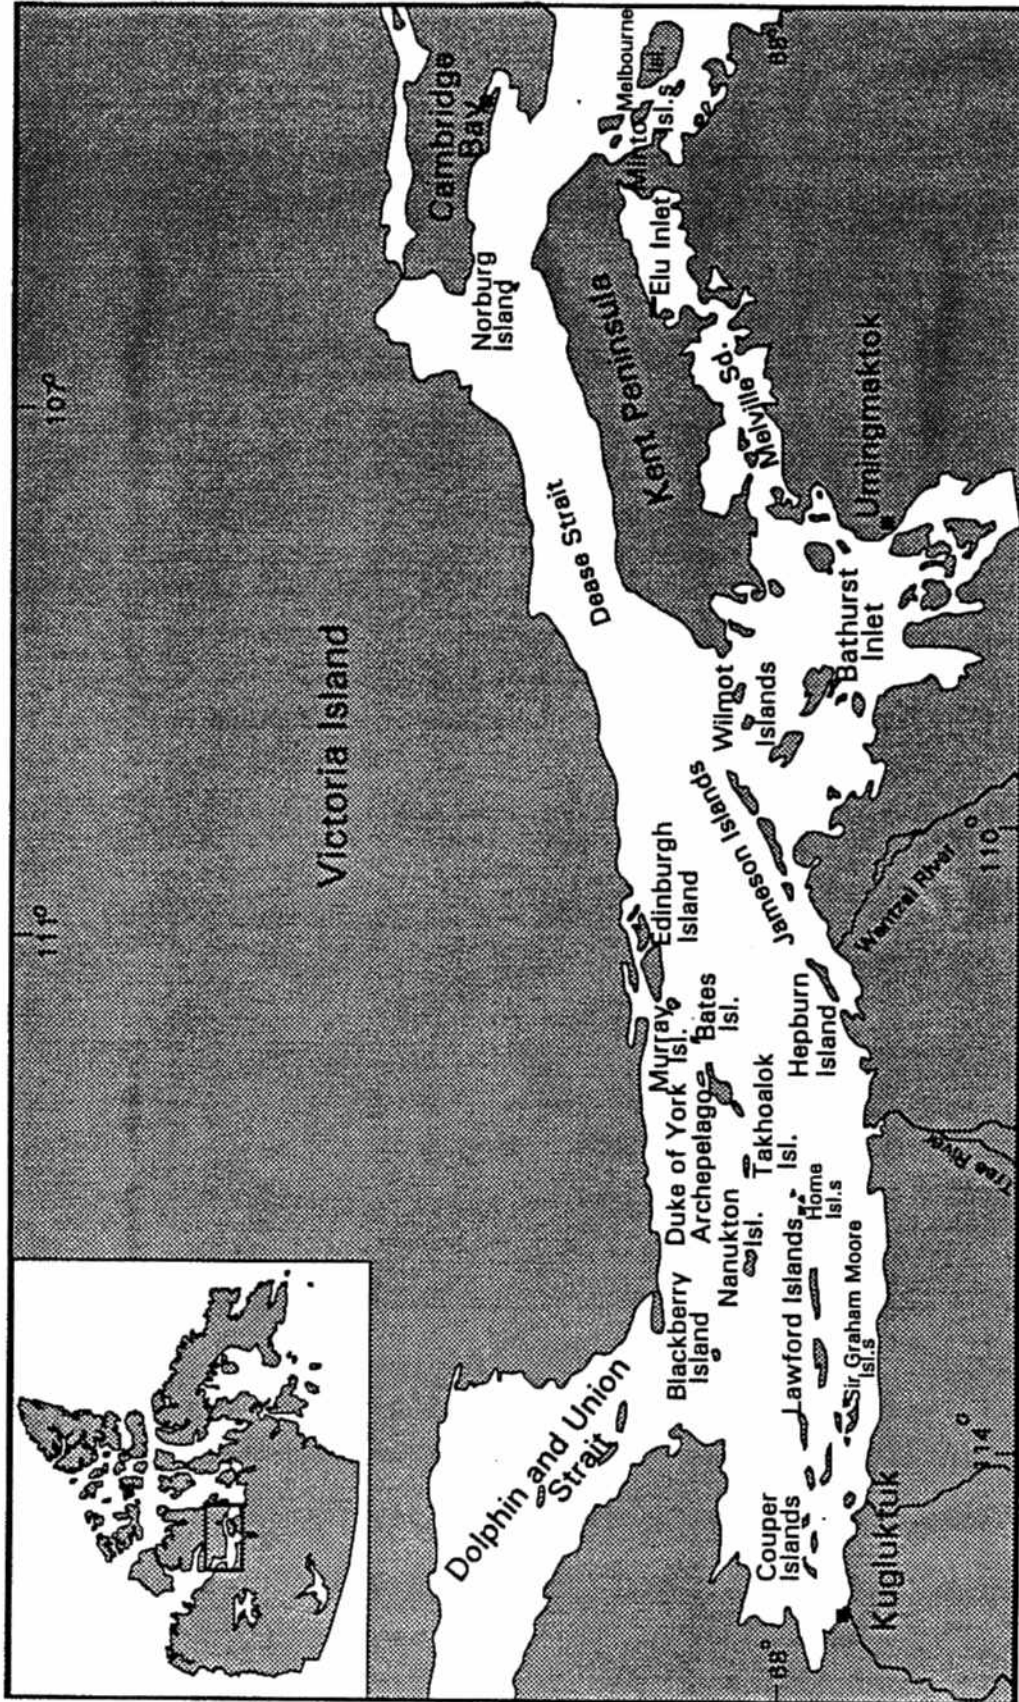 111°
107°
Victoria Island
Cambridge
Bay
Norburg
Island
Melbourne
Isl.
Minto
Isl.s
68°
Elu Inlet
Kent Peninsula
Melville Sd.
Umingmaktok
Deese Strait
Bathurst
Inlet
Wilmot
Islands
Jameson Islands
Edinburgh
Island
Murray
Isl.
Bates
Isl.
Duke of York
Archepelago
Hepburn
Island
Takhoalok
Isl.
Nanukton
Isl.
Blackberry
Island
Home
Isl.s
Lawford Islands
Sir Graham Moore
Isl.s
Dolphin and Union
Strait
Couper
Islands
68°
Kugluktuk
114°
Tree River
Wentzel River
110°